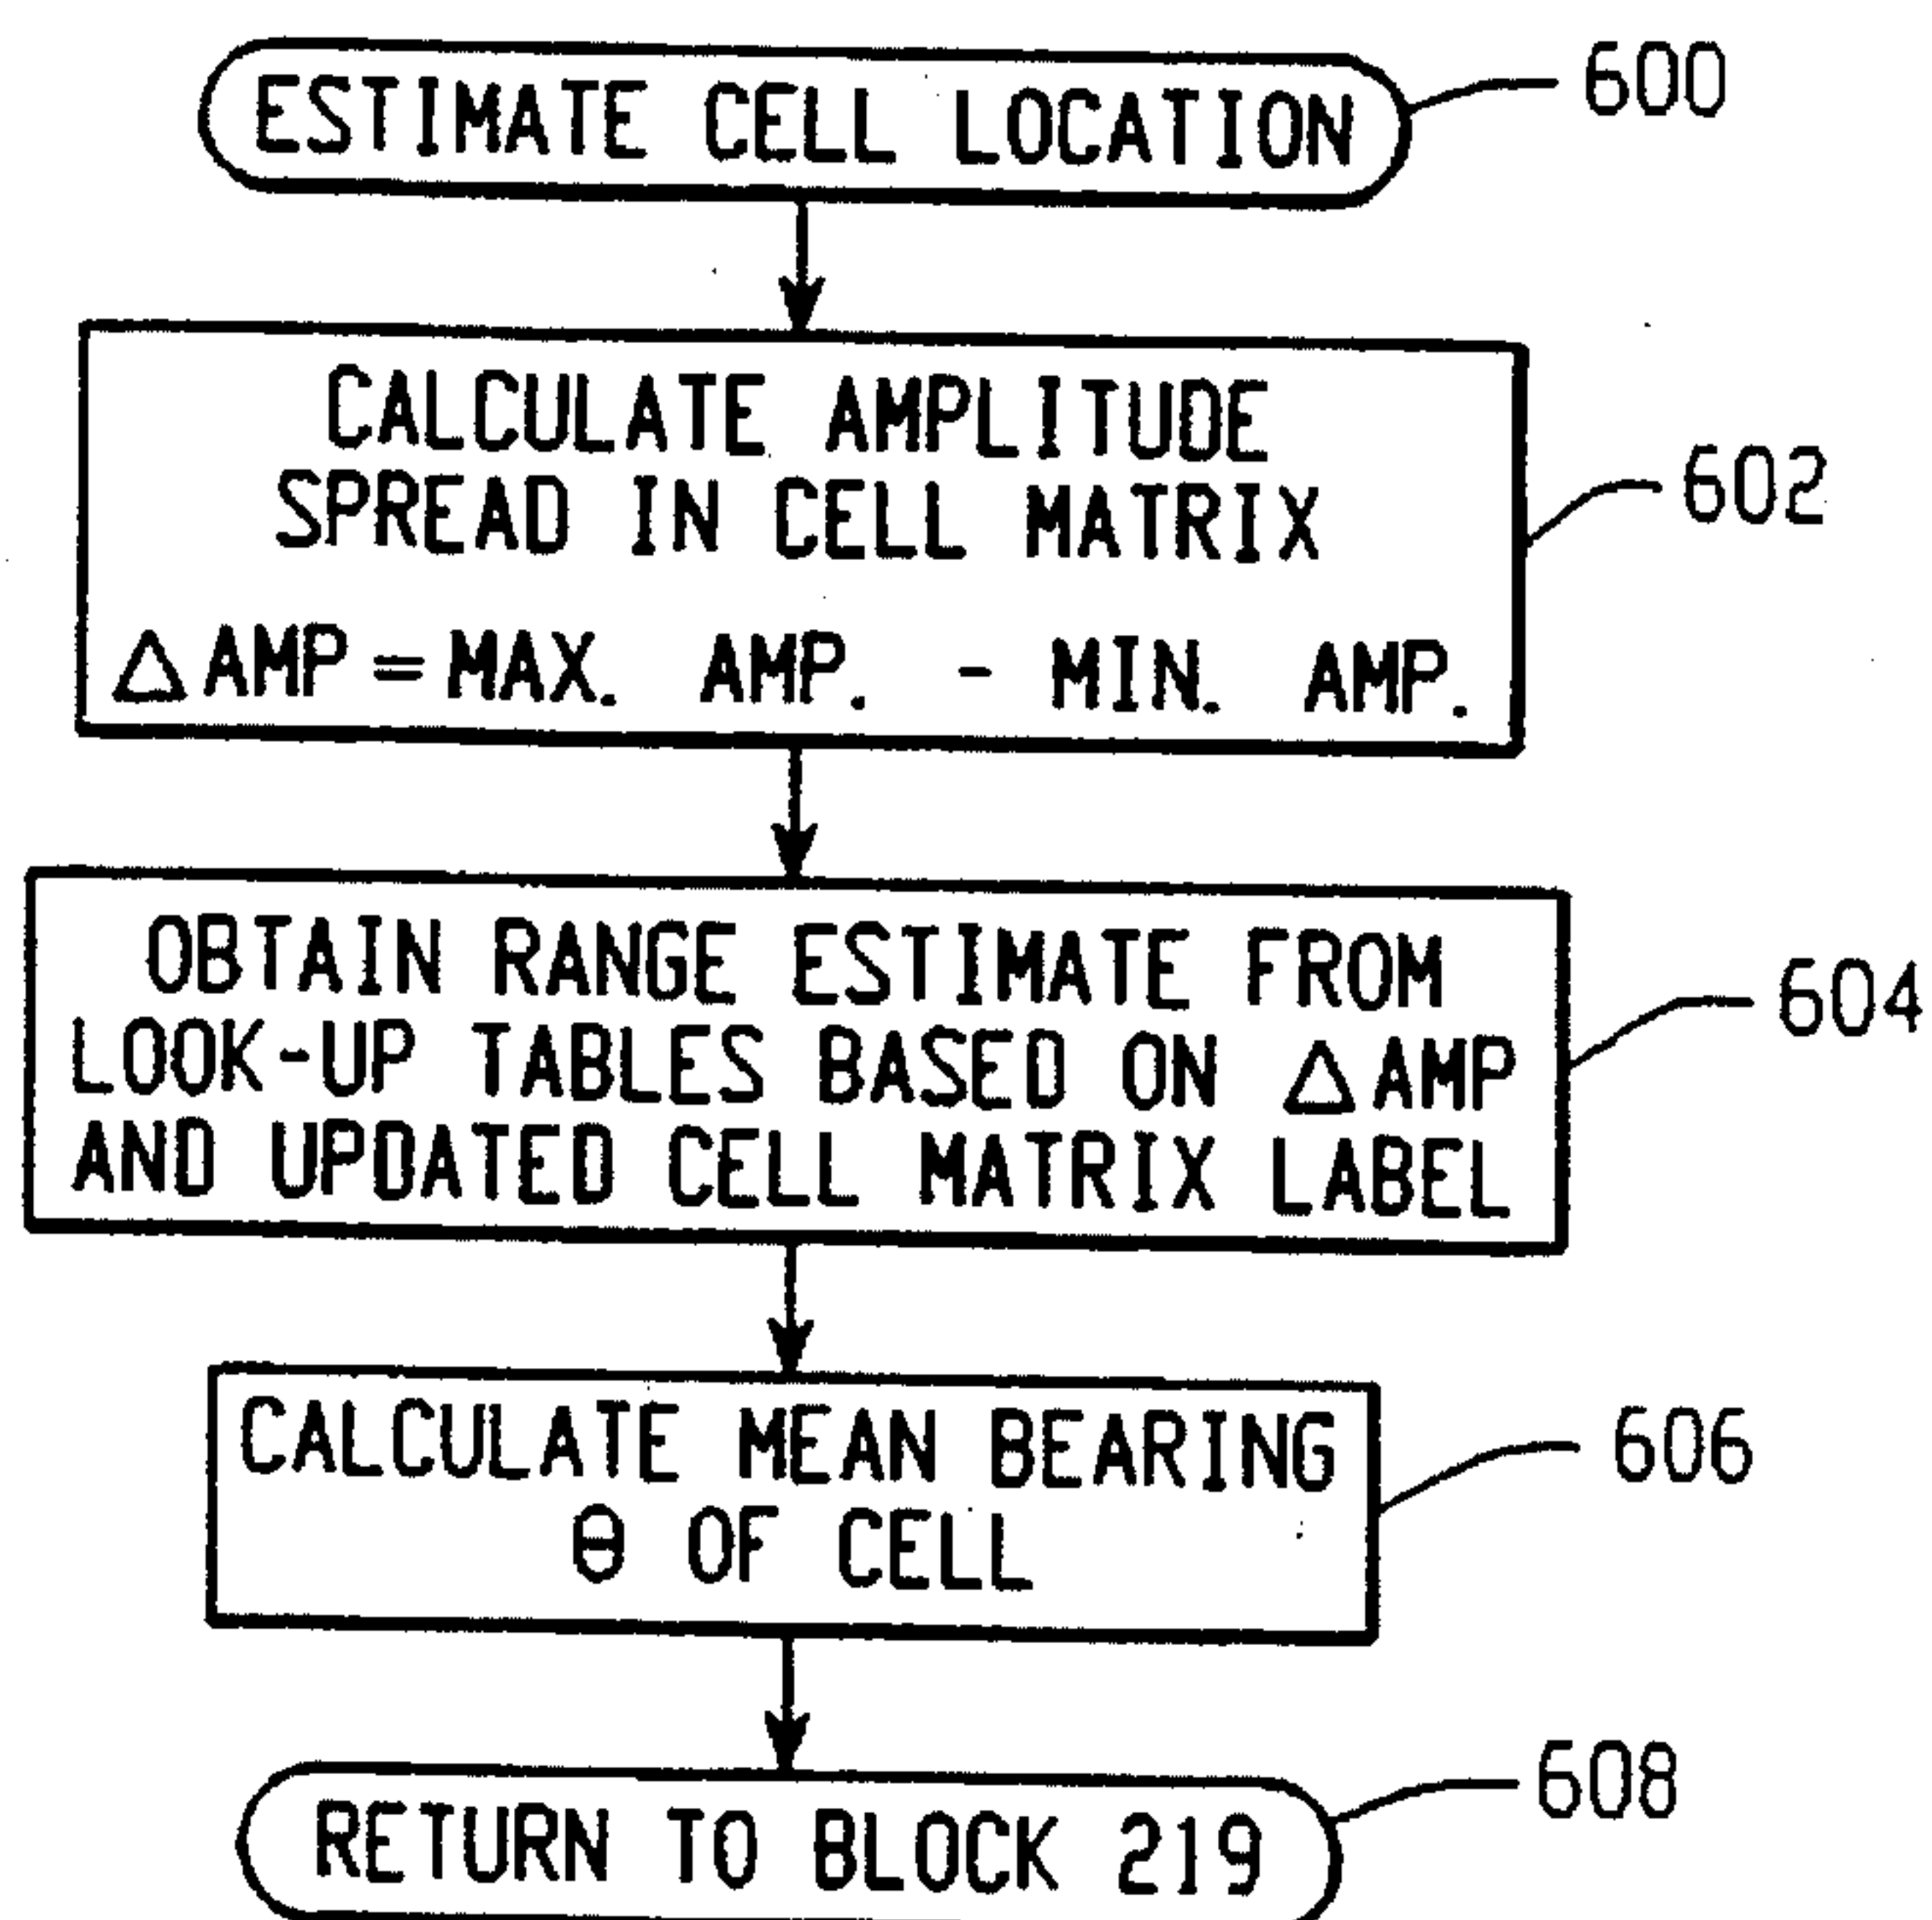 ESTIMATE CELL LOCATION
600
CALCULATE AMPLITUDE
SPREAD IN CELL MATRIX
602
△ AMP = MAX. AMP. - MIN. AMP.
OBTAIN RANGE ESTIMATE FROM
LOOK-UP TABLES BASED ON △ AMP
AND UPDATED CELL MATRIX LABEL
604
CALCULATE MEAN BEARING
θ OF CELL
606
RETURN TO BLOCK 219
608